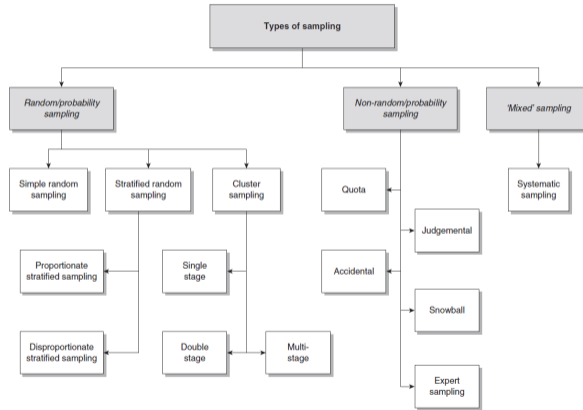 Types of sampling
Random/probability
sampling
Non-random/probability
sampling
'Mixed' sampling
Simple random
sampling
Stratified random
sampling
Cluster
sampling
Quota
Systematic
sampling
Judgemental
Proportionate
stratified sampling
Single
stage
Accidental
Snowball
Disproportionate
stratified sampling
Double
stage
Multi-
stage
Expert
sampling